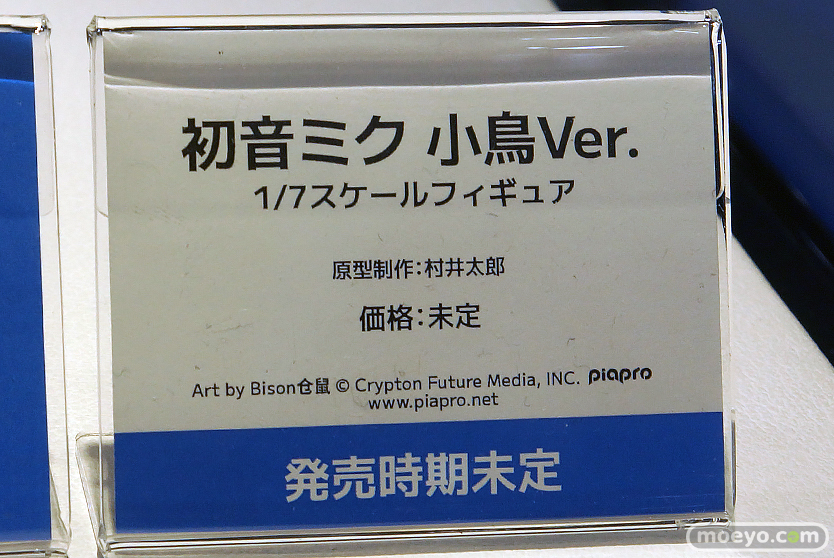 初音ミク 小鳥Ver.
1/7スケールフィギュア
原型制作:村井太郎
価格:未定
Art by Bison仓鼠 © Crypton Future Media, INC. piapro
www.piapro.net
発売時期未定
moeyo.com